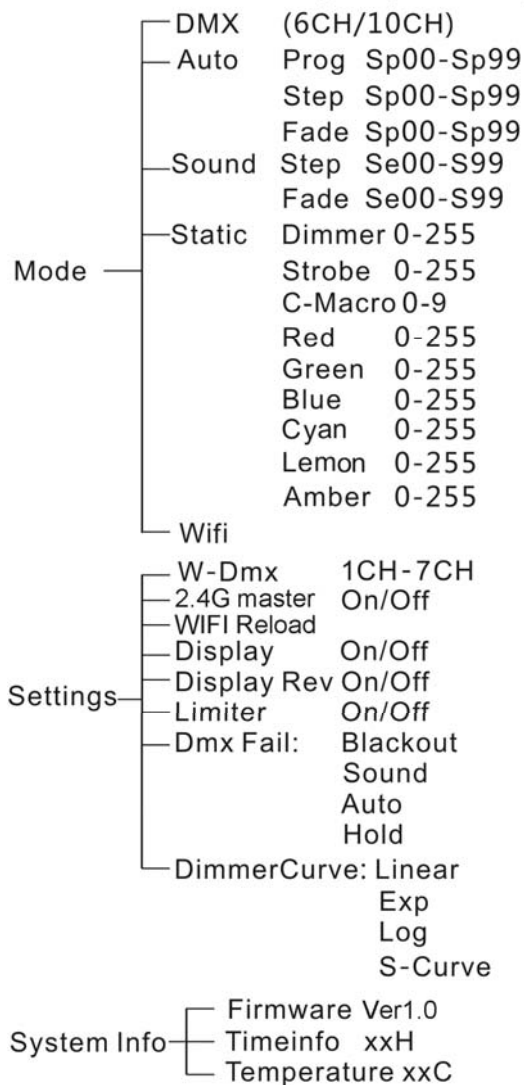 DMX (6CH/10CH)
Auto Prog Sp00-Sp99
Step Sp00-Sp99
Fade Sp00-Sp99
Sound Step Se00-S99
Fade Se00-S99
Static Dimmer 0-255
Mode
Strobe 0-255
C-Macro 0-9
Red 0-255
Green 0-255
Blue 0-255
Cyan 0-255
Lemon 0-255
Amber 0-255
Wifi
W-Dmx 1CH-7CH
2.4G master On/Off
WIFI Reload
Display On/Off
Display Rev On/Off
Settings
Limiter On/Off
Dmx Fail: Blackout
Sound
Auto
Hold
DimmerCurve: Linear
Exp
Log
S-Curve
Firmware Ver1.0
System Info Timeinfo xxH
Temperature xxC